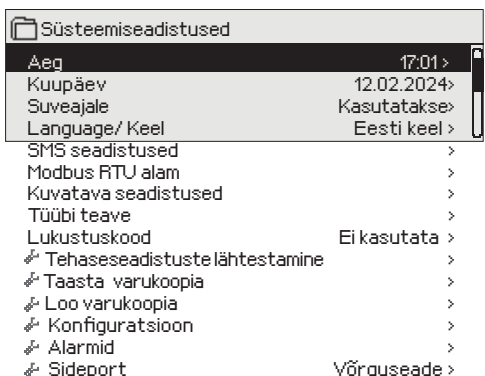 Süsteemiseadistused
Aeg 17:01 >
Kuupäev 12.02.2024>
Suveajale Kasutatakse>
Language/ Keel Eesti keel >
SMS seadistused >
Modbus RTU alam >
Kuvatava seadistused >
Tüübi teave >
Lukustuskood Ei kasutata >
Tehaseseadistuste lähtestamine >
Taasta varukoopia >
Loo varukoopia >
Konfiguratsioon >
Alarmid >
Sideport Võrguseade >